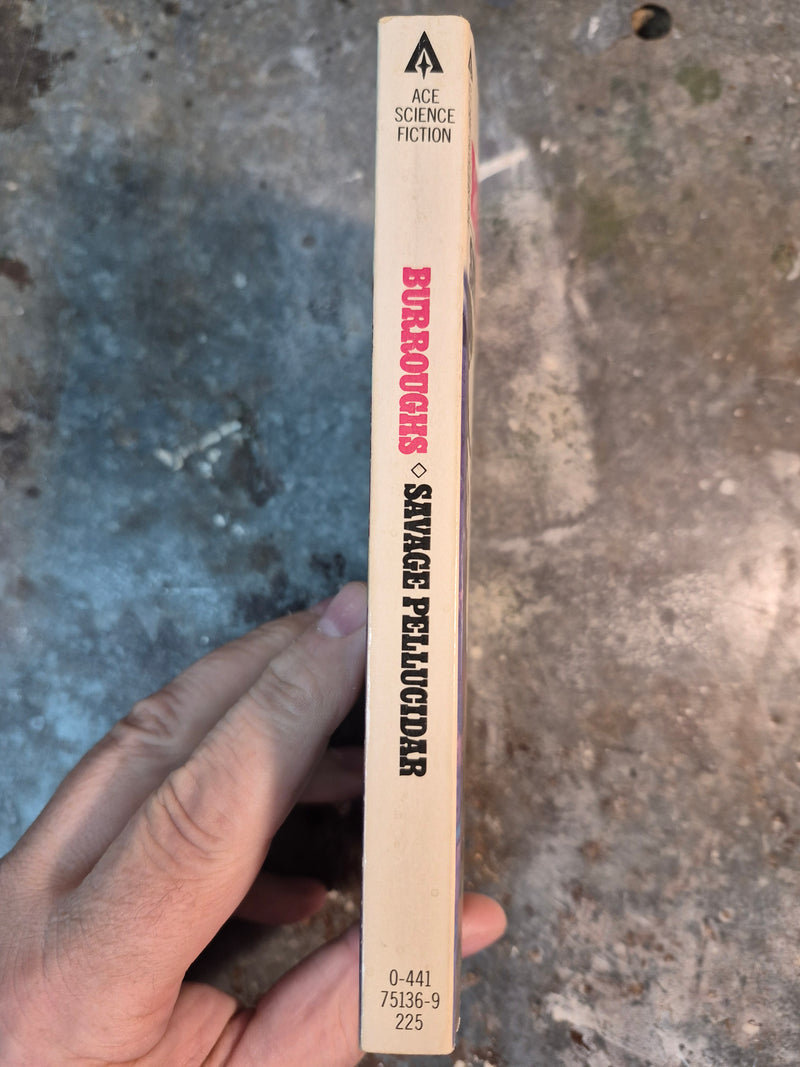 ACE
SCIENCE
FICTION
BURROUGHS ◇ SAVAGE PELLUCIDAR
0-441
75136-9
225